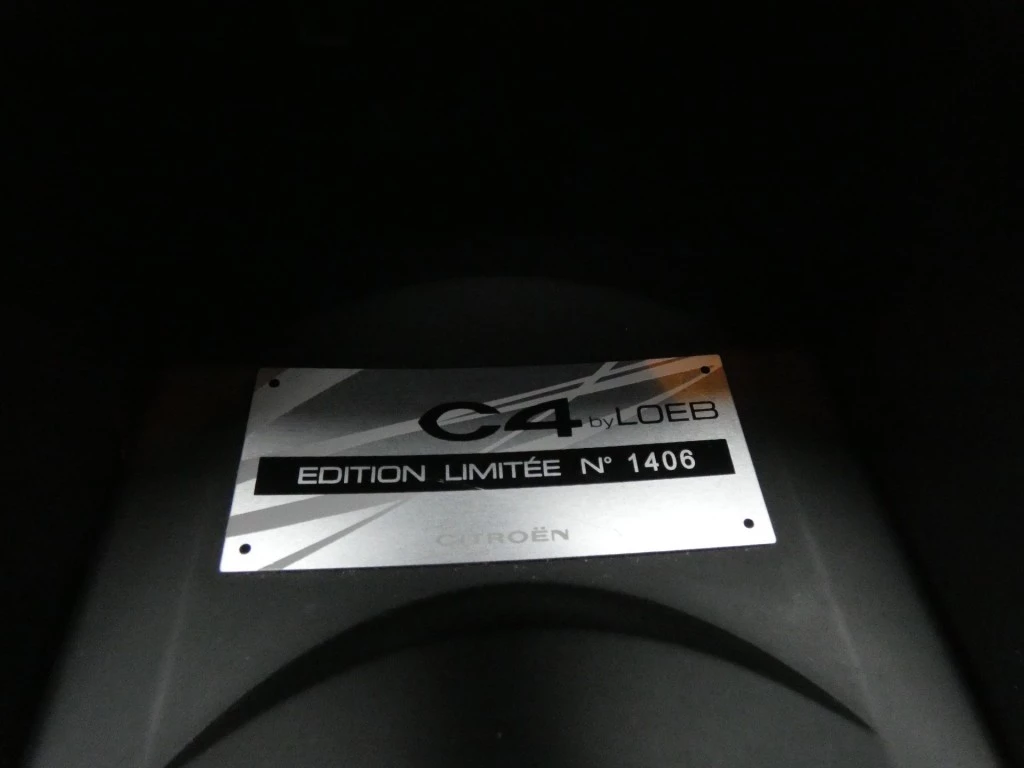 C4 by LOEB
EDITION LIMITÉE N° 1406
CITROËN